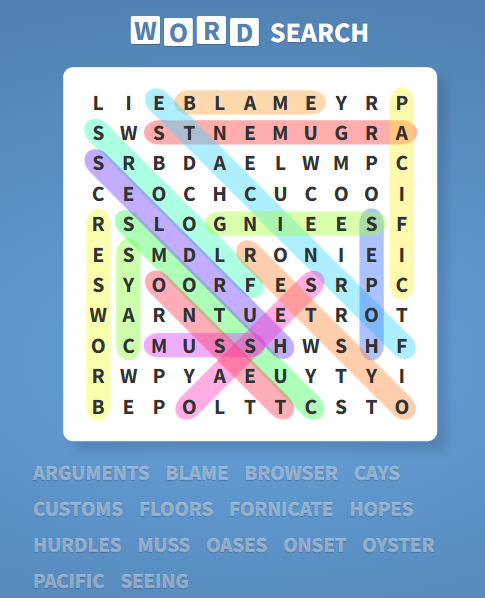 WORD SEARCH
L I E B L A M E Y R P
S W S T N E M U G R A
S R B D A E L W M P C
C E O C H C U C O O I
R S L O G N I E E S F
E S M D L R O N I E I
S Y O O R F E S R P C
W A R N T U E T R O T
O C M U S S H W S H F
R W P Y A E U Y T Y I
B E P O L T T C S T O
ARGUMENTS BLAME BROWSER CAYS
CUSTOMS FLOORS FORNICATE HOPES
HURDLES MUSS OASES ONSET OYSTER
PACIFIC SEEING